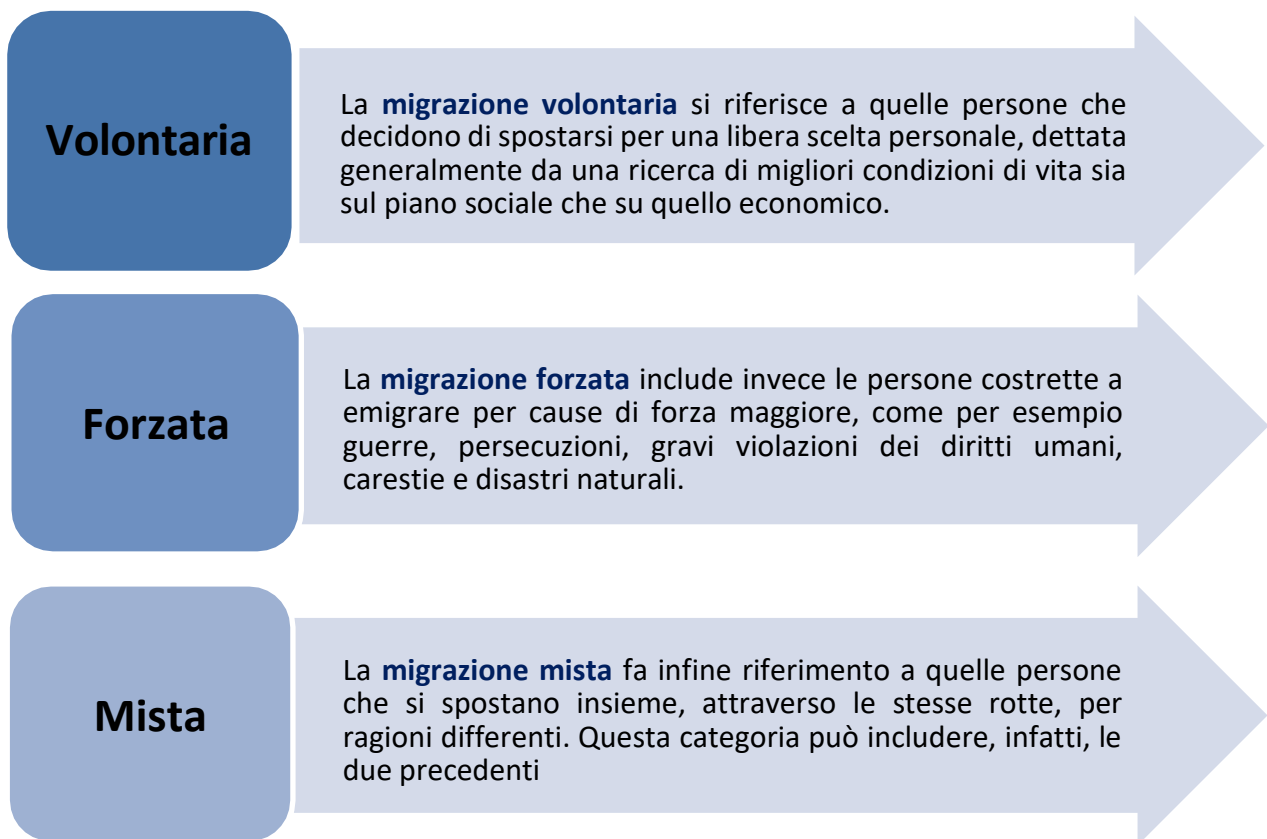 Volontaria
La migrazione volontaria si riferisce a quelle persone che
decidono di spostarsi per una libera scelta personale, dettata
generalmente da una ricerca di migliori condizioni di vita sia
sul piano sociale che su quello economico.
Forzata
La migrazione forzata include invece le persone costrette a
emigrare per cause di forza maggiore, come per esempio
guerre, persecuzioni, gravi violazioni dei diritti umani,
carestie e disastri naturali.
Mista
La migrazione mista fa infine riferimento a quelle persone
che si spostano insieme, attraverso le stesse rotte, per
ragioni differenti. Questa categoria può includere, infatti, le
due precedenti